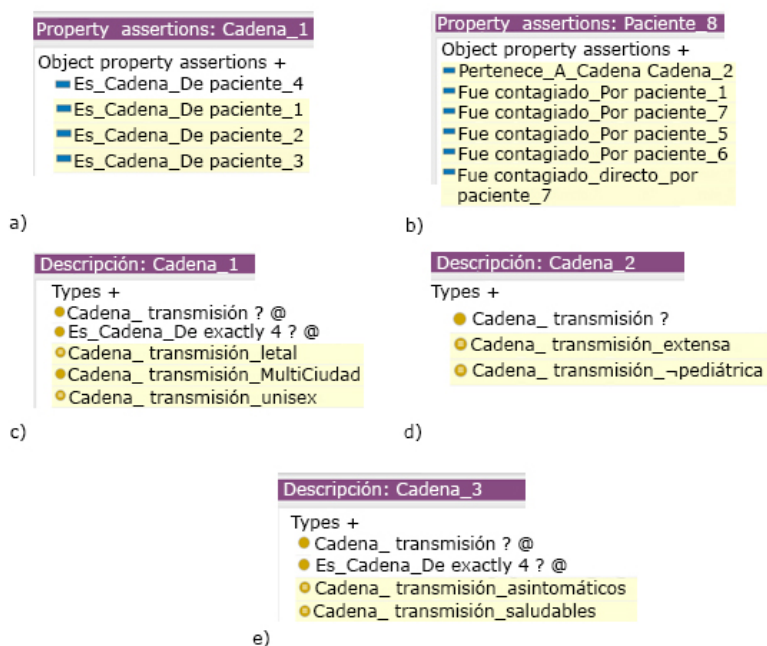 Property assertions: Cadena_1
Object property assertions +
Es_Cadena_De paciente_4
Es_Cadena_De paciente_1
Es_Cadena_De paciente_2
Es_Cadena_De paciente_3
a)
Property assertions: Paciente_8
Object property assertions +
Pertenece_A_Cadena Cadena_2
Fue contagiado_Por paciente_1
Fue contagiado_Por paciente_7
Fue contagiado_Por paciente_5
Fue contagiado_Por paciente_6
Fue contagiado_directo_por
paciente_7
b)
Descripción: Cadena_1
Types +
Cadena_ transmisión ? @
Es_Cadena_De exactly 4 ? @
Cadena_ transmisión_letal
Cadena_ transmisión_MultiCiudad
Cadena_ transmisión_unisex
c)
Descripción: Cadena_2
Types +
Cadena_ transmisión ?
Cadena_ transmisión_extensa
Cadena_ transmisión_¬pediátrica
d)
Descripción: Cadena_3
Types +
Cadena_ transmisión ? @
Es_Cadena_De exactly 4 ? @
Cadena_ transmisión_asintomáticos
Cadena_ transmisión_saludables
e)